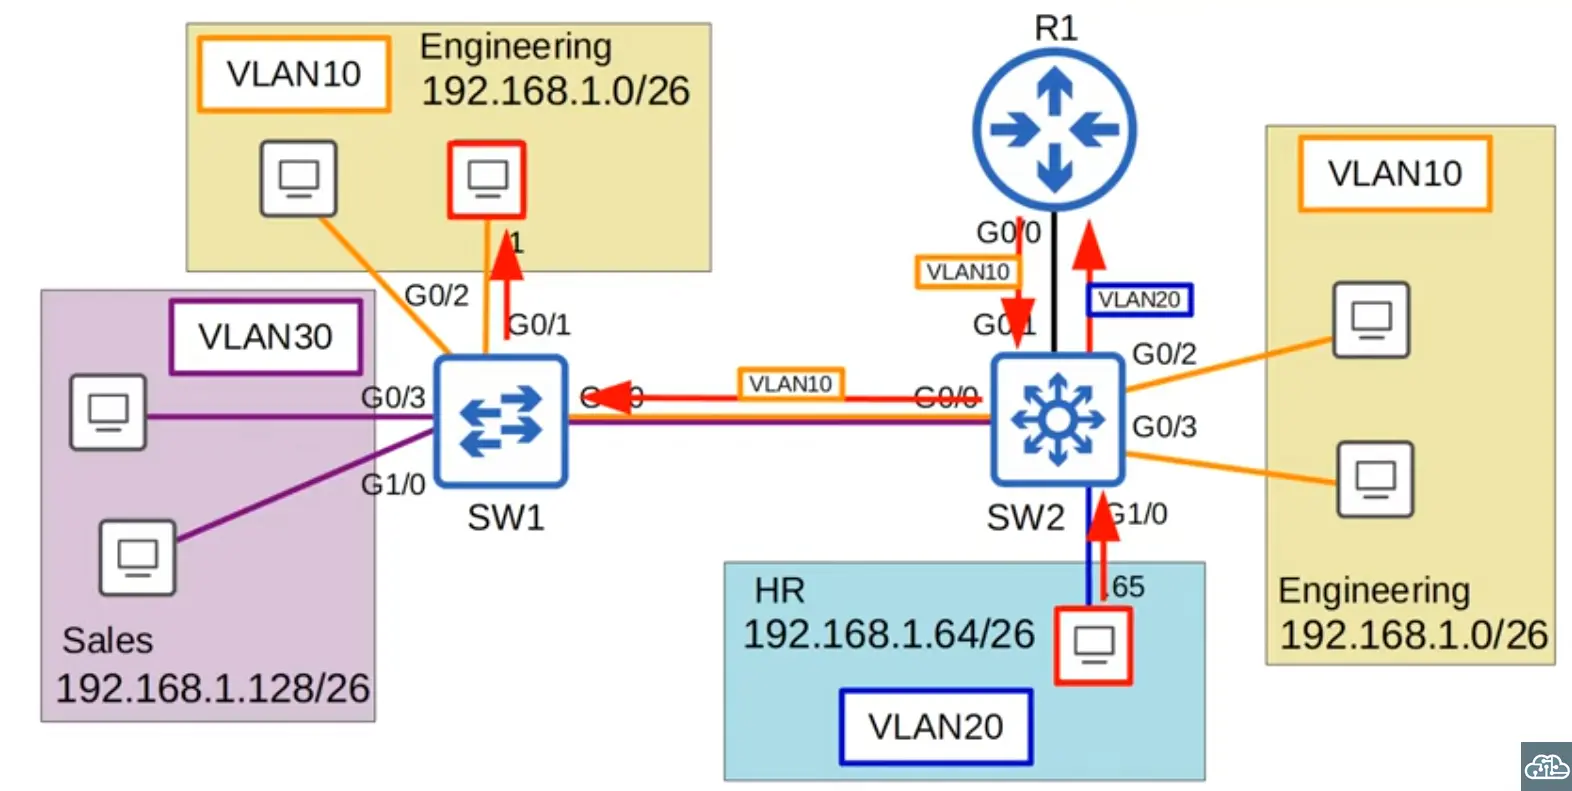 VLAN10
Engineering
192.168.1.0/26
.1
G0/2
G0/1
VLAN30
G0/3
G1/0
SW1
Sales
192.168.1.128/26
R1
G0/0
VLAN10
VLAN20
G0/1
VLAN10
G0/0
G0/2
G0/3
SW2
G1/0
.65
HR
192.168.1.64/26
VLAN20
VLAN10
Engineering
192.168.1.0/26